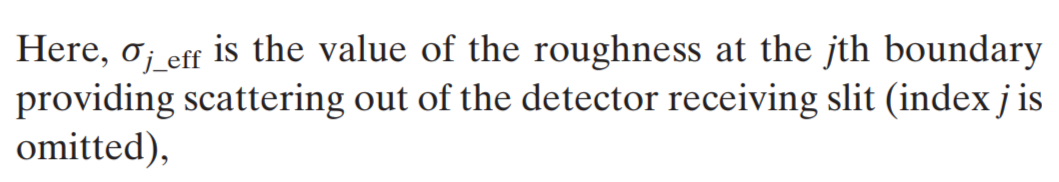 Here, σj_eff is the value of the roughness at the jth boundary
providing scattering out of the detector receiving slit (index j is
omitted),